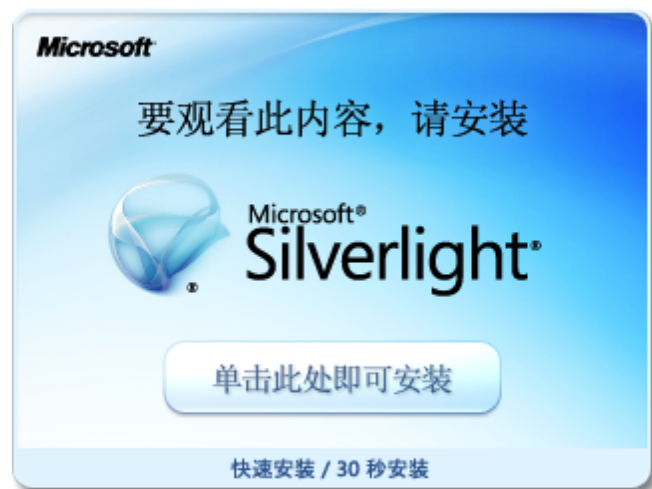 Microsoft
要观看此内容，请安装
Microsoft®
Silverlight®
®
单击此处即可安装
快速安装 / 30 秒安装